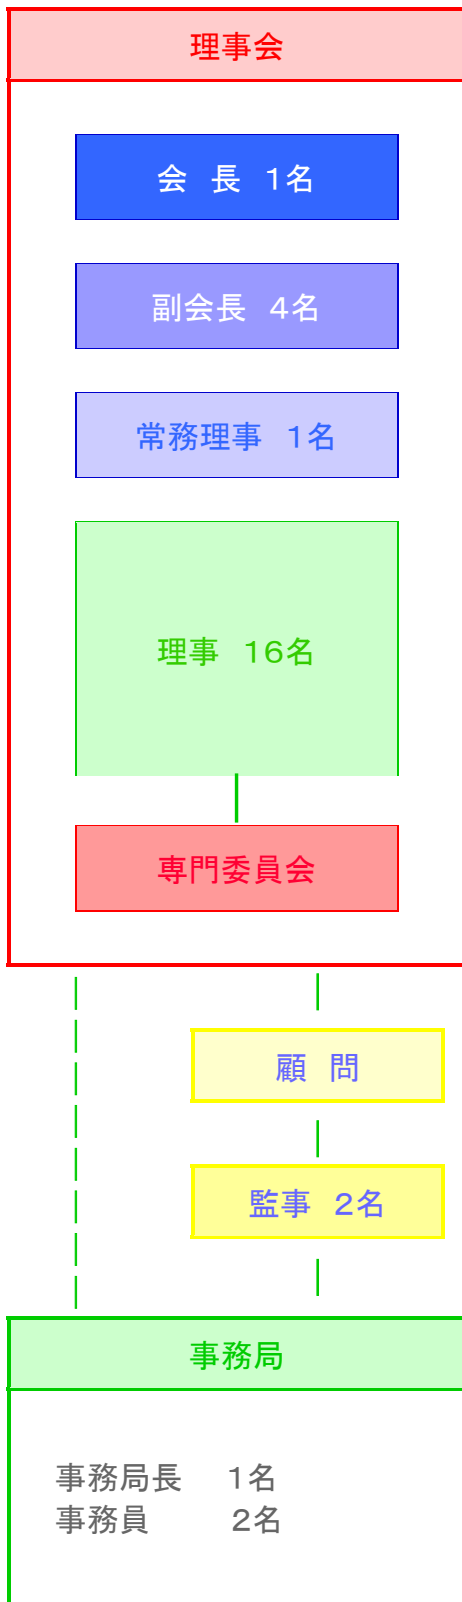 理事会
会　長　1名
副会長　4名
常務理事　1名
理事　16名
専門委員会
顧　問
監事　2名
事務局
事務局長　1名
事務員　2名